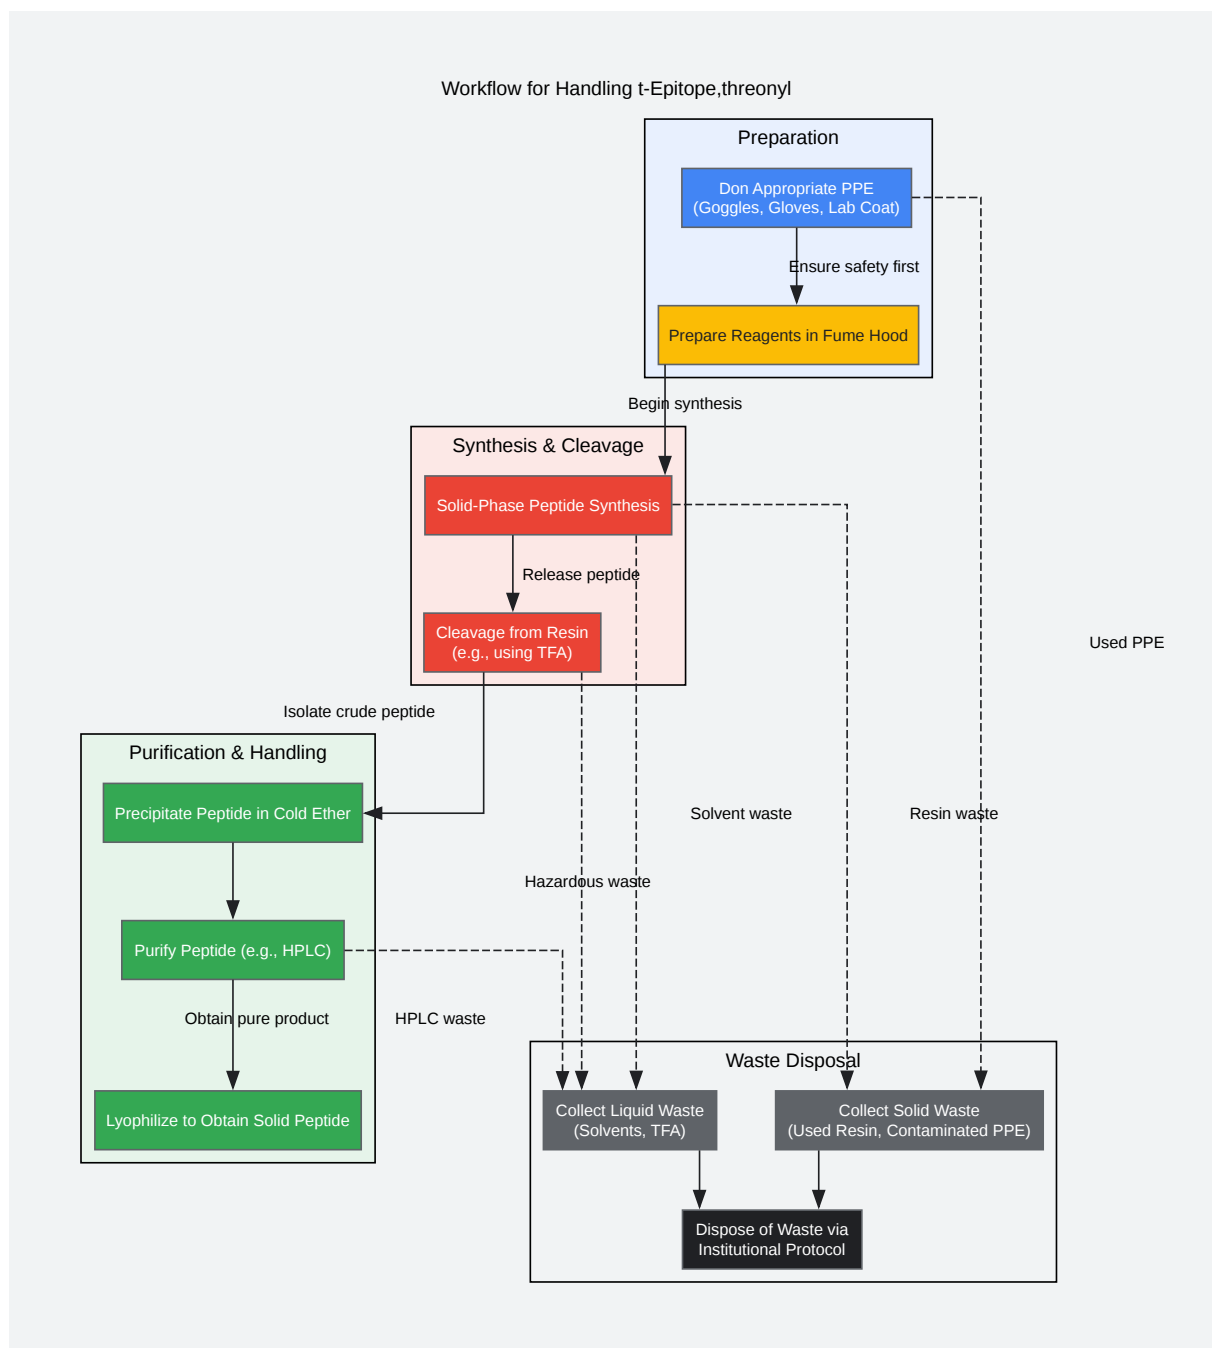 Workflow for Handling t-Epitope,threonyl
Preparation
Don Appropriate PPE
(Goggles, Gloves, Lab Coat)
Ensure safety first
Prepare Reagents in Fume Hood
Begin synthesis
Synthesis & Cleavage
Solid-Phase Peptide Synthesis
Release peptide
Cleavage from Resin
(e.g., using TFA)
Used PPE
Isolate crude peptide
Purification & Handling
Precipitate Peptide in Cold Ether
Solvent waste
Resin waste
Hazardous waste
Purify Peptide (e.g., HPLC)
Obtain pure product
HPLC waste
Waste Disposal
Lyophilize to Obtain Solid Peptide
Collect Liquid Waste
(Solvents, TFA)
Collect Solid Waste
(Used Resin, Contaminated PPE)
Dispose of Waste via
Institutional Protocol